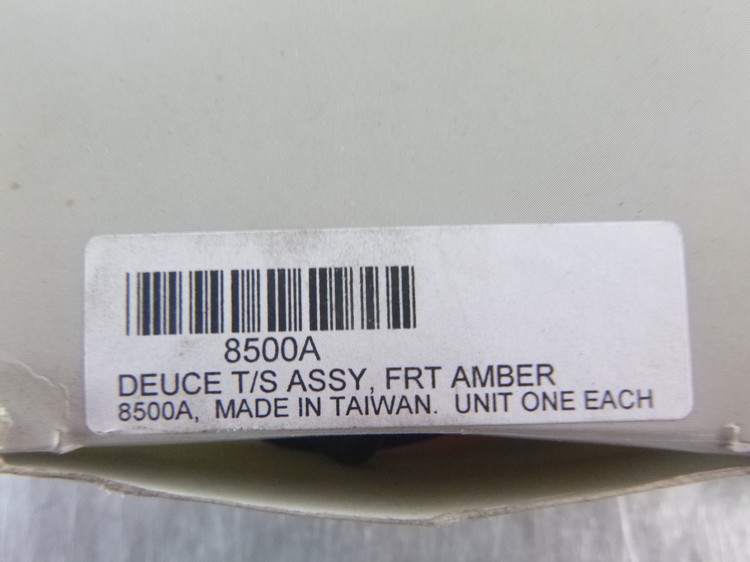 8500A
DEUCE T/S ASSY, FRT AMBER
8500A, MADE IN TAIWAN. UNIT ONE EACH